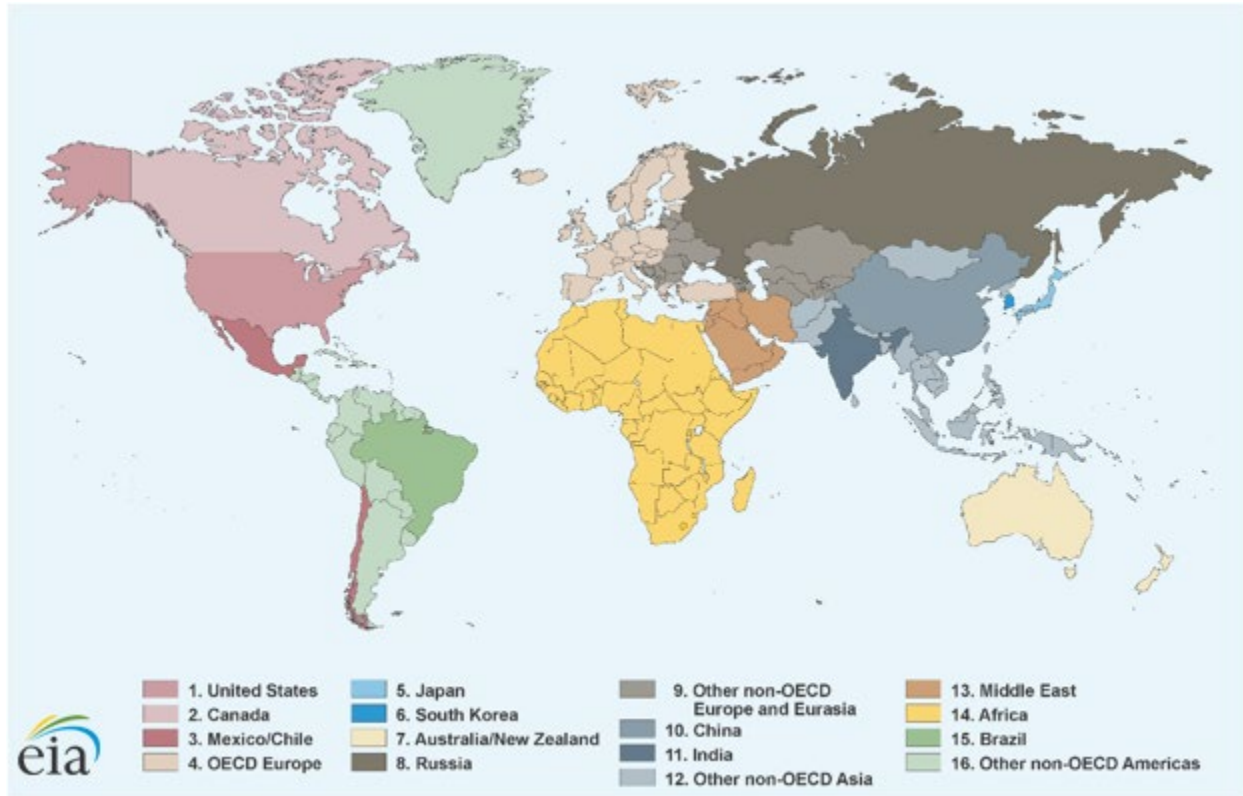 1. United States
2. Canada
3. Mexico/Chile
4. OECD Europe
5. Japan
6. South Korea
7. Australia/New Zealand
8. Russia
9. Other non-OECD
Europe and Eurasia
10. China
11. India
12. Other non-OECD Asia
13. Middle East
14. Africa
15. Brazil
16. Other non-OECD Americas
eia